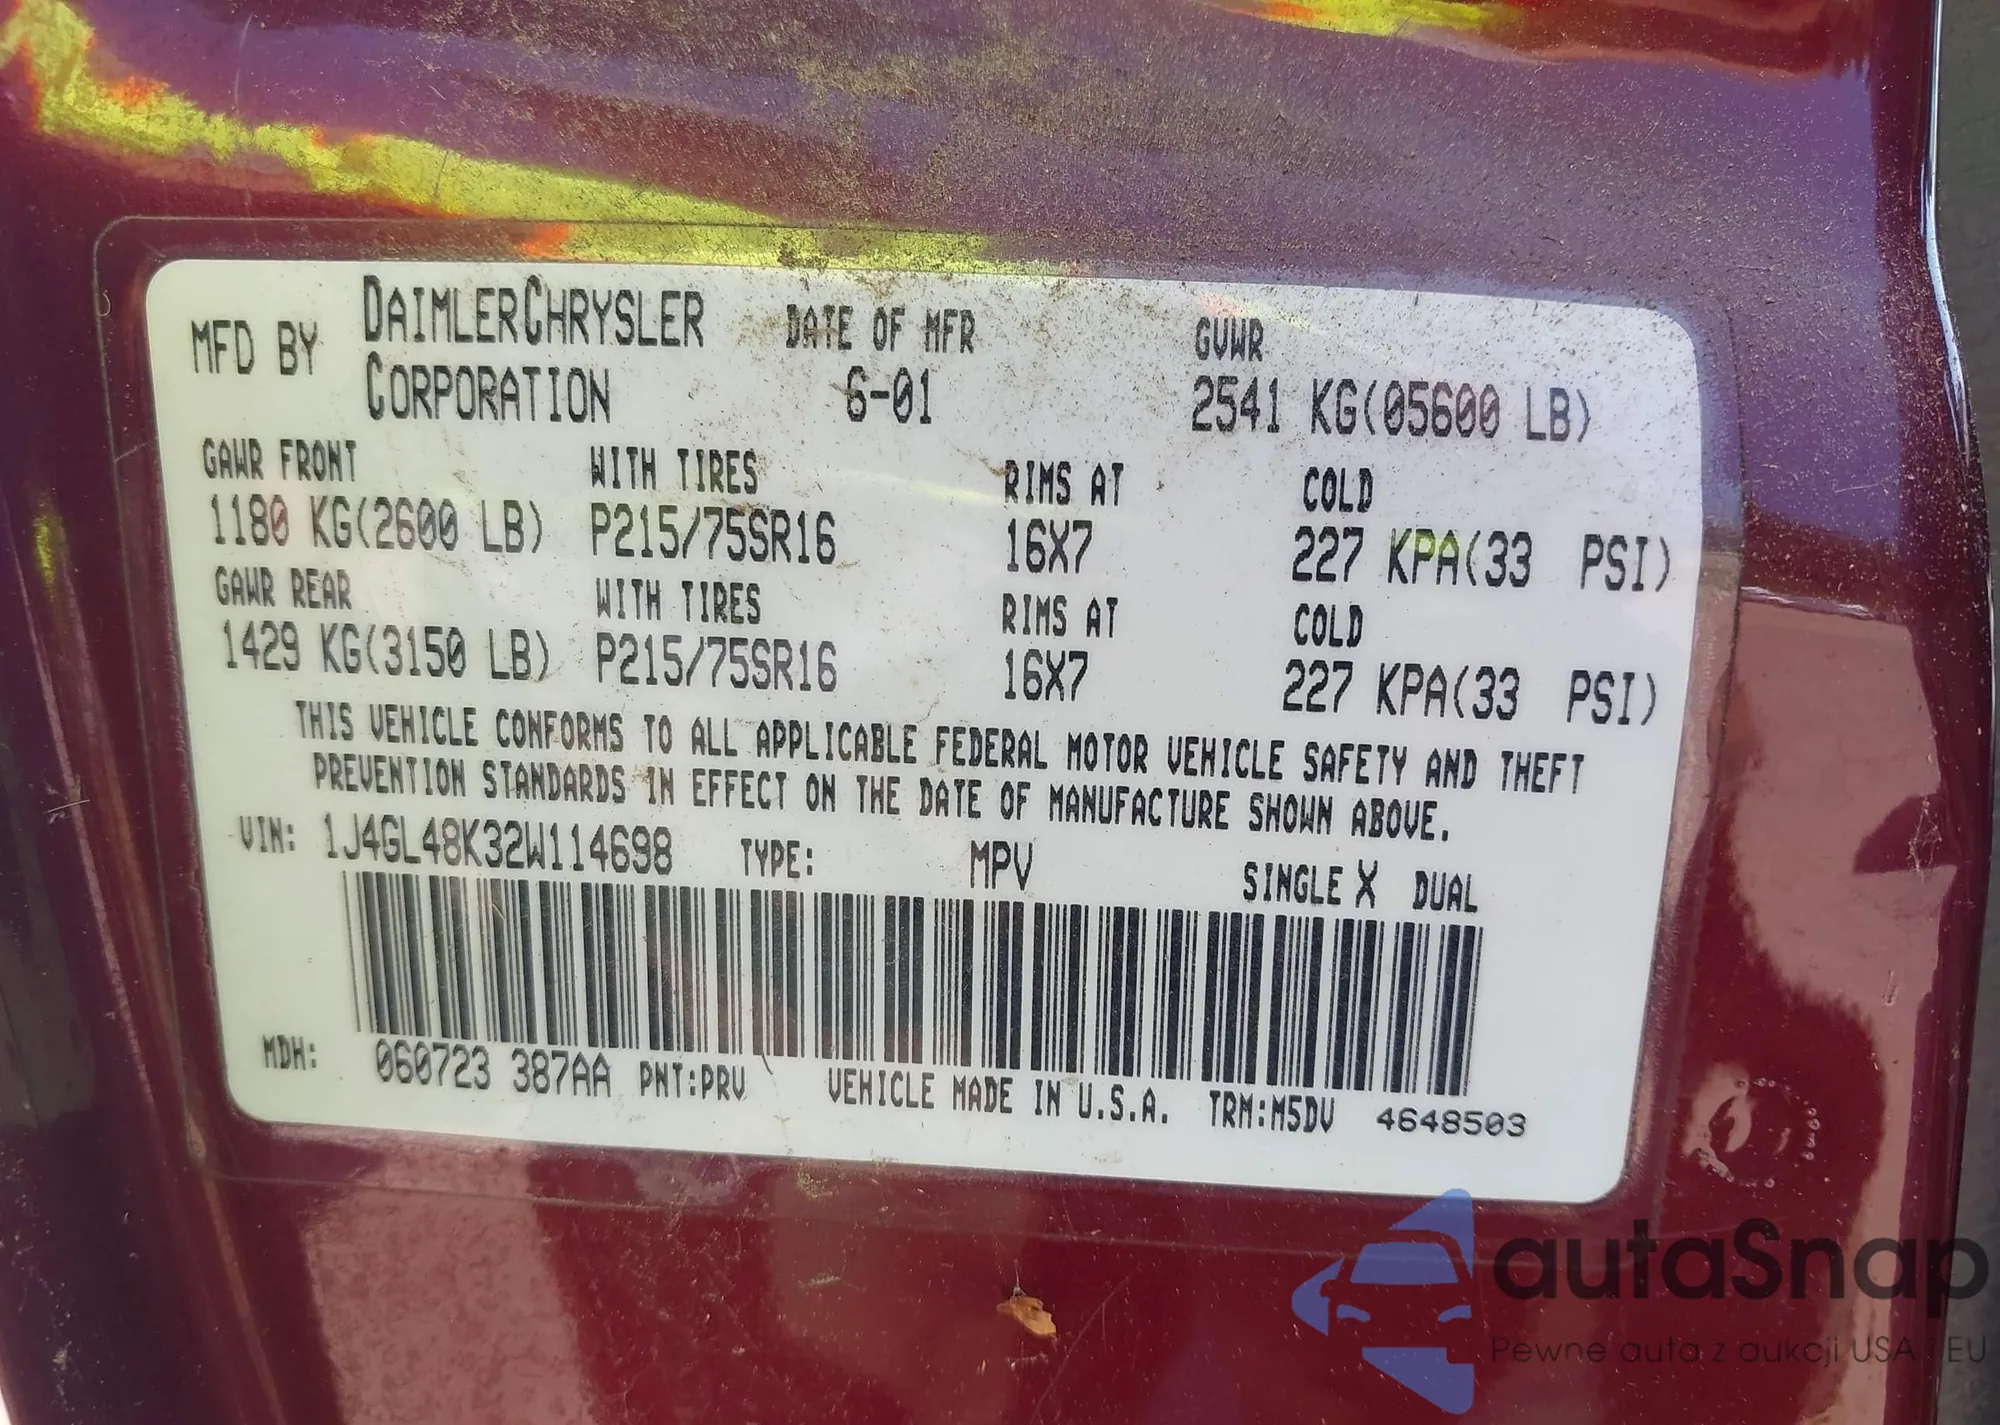 MFD BY DAIMLERCHRYSLER CORPORATION DATE OF MFR 6-01 GVWR 2541 KG(05600 LB)
GAWR FRONT WITH TIRES RIMS AT COLD
1180 KG(2600 LB) P215/75SR16 16X7 227 KPA(33 PSI)
GAWR REAR WITH TIRES RIMS AT COLD
1429 KG(3150 LB) P215/75SR16 16X7 227 KPA(33 PSI)
THIS VEHICLE CONFORMS TO ALL APPLICABLE FEDERAL MOTOR VEHICLE SAFETY AND THEFT
PREVENTION STANDARDS IN EFFECT ON THE DATE OF MANUFACTURE SHOWN ABOVE.
VIN: 1J4GL48K32W114698 TYPE: MPV SINGLE X DUAL
MDH: 060723 387AA PNT:PRV VEHICLE MADE IN U.S.A. TRM:M5DV 4648503
autaSnap
Pewne auta z aukcji USA i EU